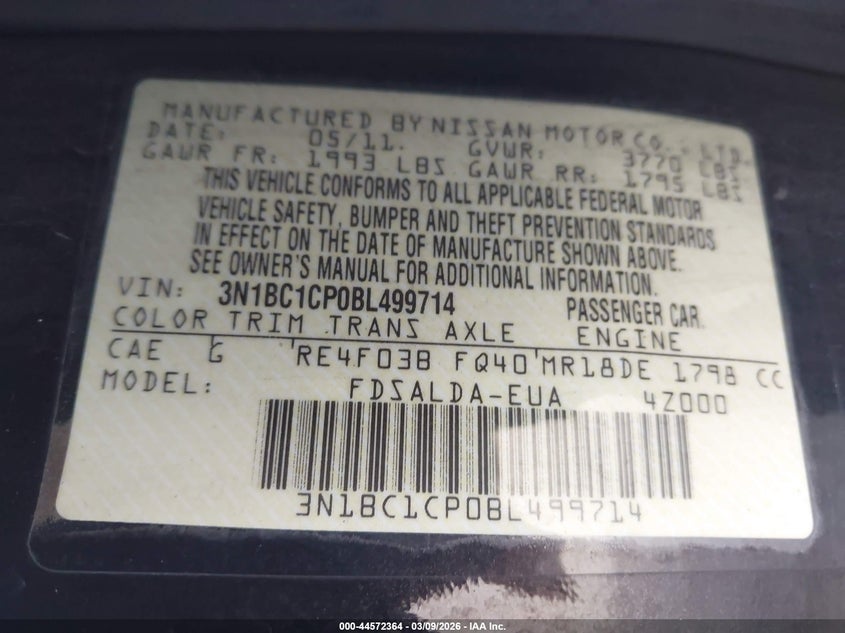 MANUFACTURED BY NISSAN MOTOR CO., LTD.
DATE: 05/11. GVWR: 3770 LBS
GAWR FR: 1993 LBS GAWR RR: 1795 LBS
THIS VEHICLE CONFORMS TO ALL APPLICABLE FEDERAL MOTOR
VEHICLE SAFETY, BUMPER AND THEFT PREVENTION STANDARDS
IN EFFECT ON THE DATE OF MANUFACTURE SHOWN ABOVE.
SEE OWNER'S MANUAL FOR ADDITIONAL INFORMATION.
VIN: 3N1BC1CP0BL499714 PASSENGER CAR.
COLOR TRIM TRANS AXLE ENGINE
CAE G RE4F03B FQ40 MR18DE 1798 CC
MODEL: FDSALDA-EUA 4Z000
3N1BC1CP0BL499714
000-44572364 - 03/09/2026 - IAA Inc.